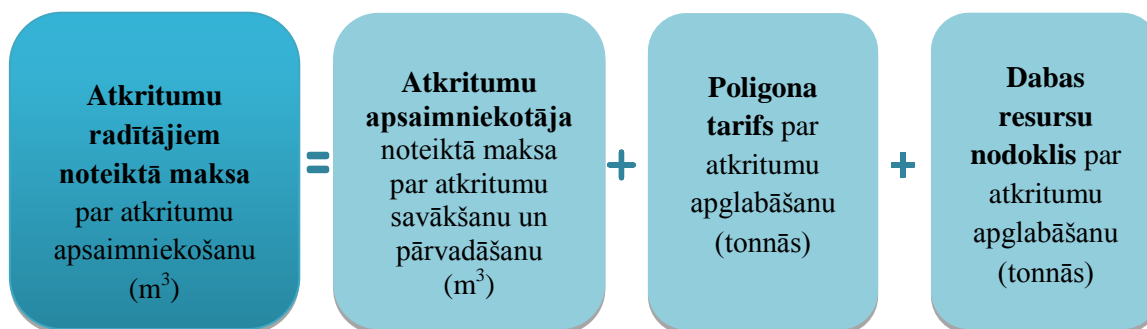 Atkritumu
radītājiem
noteiktā maksa
par atkritumu
apsaimniekošanu
(m³)
=
Atkritumu
apsaimniekotāja
noteiktā maksa
par atkritumu
savākšanu un
pārvadāšanu
(m³)
+
Poligona
tarifs par
atkritumu
apglabāšanu
(tonnās)
+
Dabas
resursu
nodoklis par
atkritumu
apglabāšanu
(tonnās)